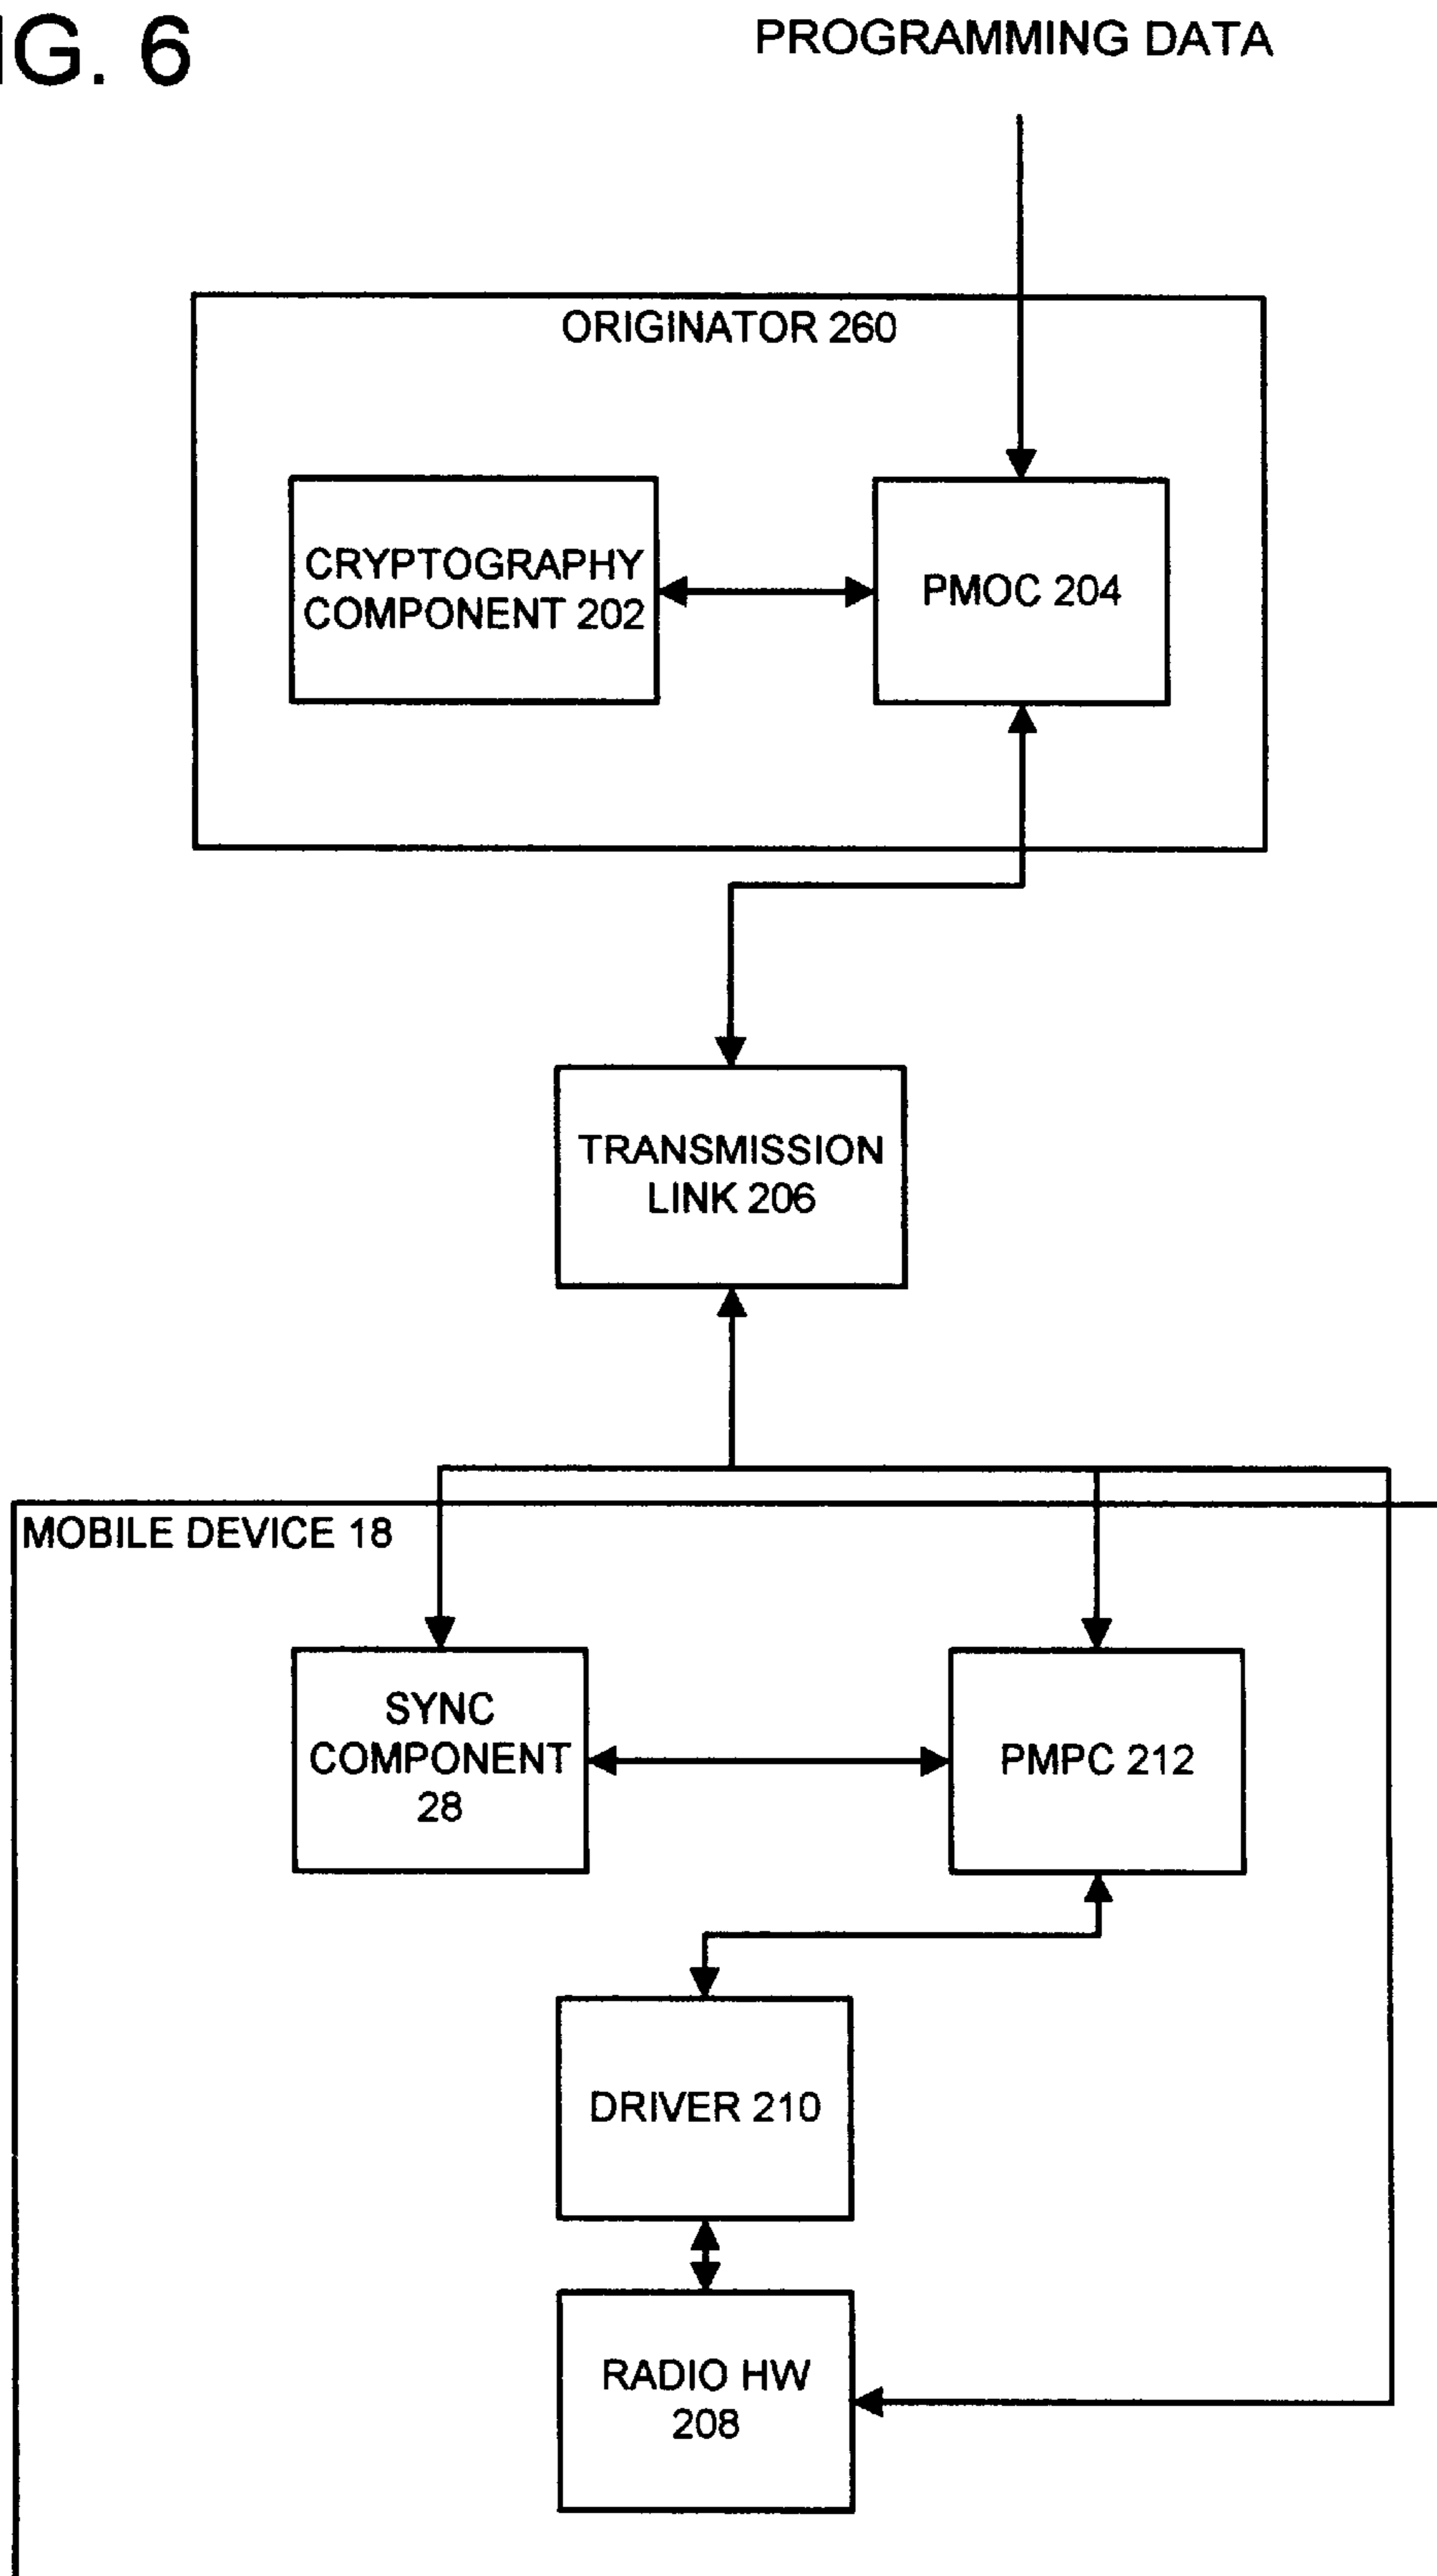 IG. 6
PROGRAMMING DATA
ORIGINATOR 260
CRYPTOGRAPHY
COMPONENT 202
PMOC 204
TRANSMISSION
LINK 206
MOBILE DEVICE 18
SYNC
COMPONENT
28
PMPC 212
DRIVER 210
RADIO HW
208